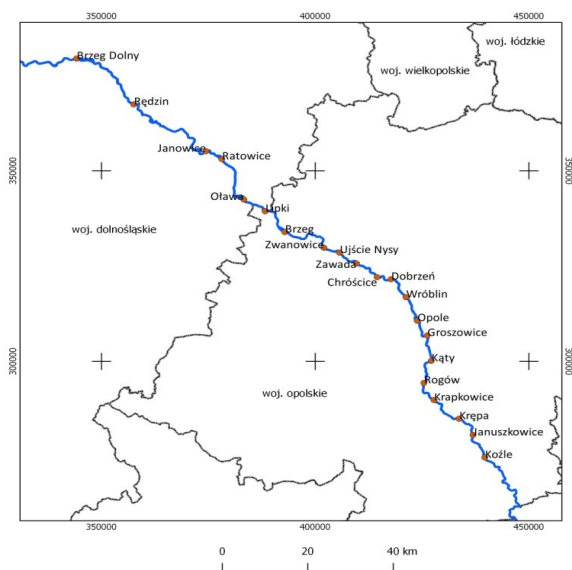 350000
400000
450000
woj. łódzkie
Brzeg Dolny
woj. wielkopolskie
Rędzin
Janowice
Ratowice
350000
350000
Oława
Lipki
woj. dolnośląskie
Brzeg
Zwanowice
Ujście Nysy
Zawada
Dobrzeń
Chróścice
Wróblin
Opole
Groszowice
Kąty
300000
300000
Rogów
woj. opolskie
Krapkowice
Krępa
Januszkowice
Koźle
350000
400000
450000
0
20
40 km